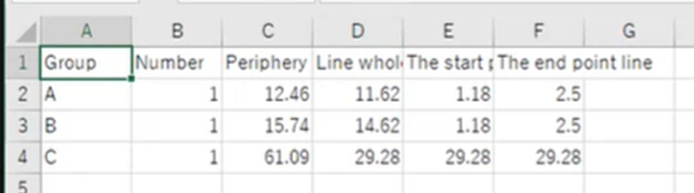 A B C D E F G
1 Group Number Periphery Line whol The start p The end point line
2 A 1 12.46 11.62 1.18 2.5
3 B 1 15.74 14.62 1.18 2.5
4 C 1 61.09 29.28 29.28 29.28
5